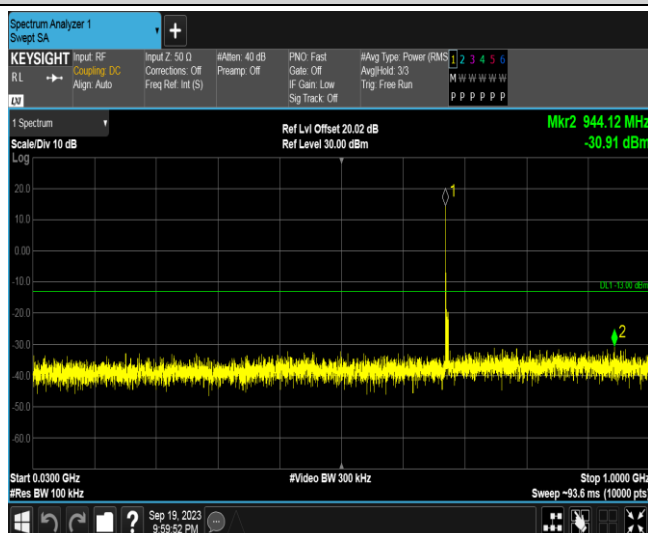 Spectrum Analyzer 1
Swept SA
+
KEYSIGHT Input: RF Input Z: 50 Ω #Atten: 40 dB PNO: Fast #Avg Type: Power (RMS 1 2 3 4 5 6
RL Coupling: DC Corrections: Off Preamp: Off Gate: Off Avg|Hold: 3/3 M W W W W W
Align: Auto Freq Ref: Int (S) IF Gain: Low Trig: Free Run
Sig Track: Off P P P P P P
LXI
1 Spectrum Ref Lvl Offset 20.02 dB Mkr2 944.12 MHz
Scale/Div 10 dB Ref Level 30.00 dBm -30.91 dBm
Log
20.0
10.0
0.00
-10.0
-20.0
-30.0
-40.0
-50.0
-60.0
1
DL1 -13.00 dBm
2
Start 0.0300 GHz #Video BW 300 kHz Stop 1.0000 GHz
#Res BW 100 kHz Sweep ~93.6 ms (10000 pts)
? Sep 19, 2023
9:59:52 PM